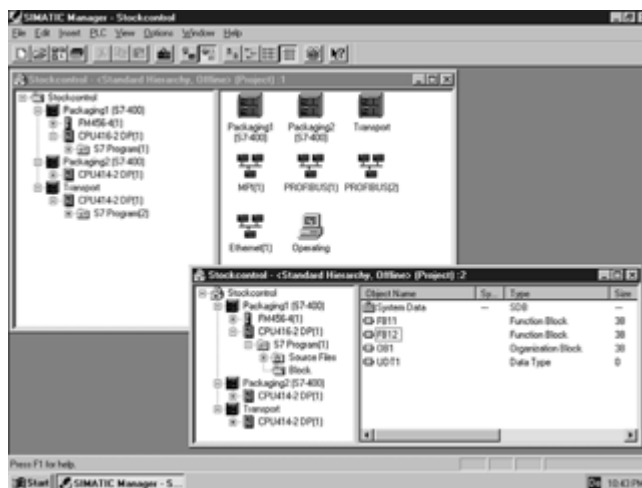 SIMATIC Manager - Stockcontrol
File Edit Insert PLC View Options Window Help
Stockcontrol - <Standard Hierarchy, Offline> (Project) :1
Stockcontrol
Packaging1 (S7-400)
FM456-4(1)
CPU416-2 DP(1)
S7 Program(1)
Packaging2 (S7-400)
CPU414-2 DP(1)
Transport
CPU414-2 DP(1)
S7 Program(2)
Packaging1 (S7-400)
Packaging2 (S7-400)
Transport
MPI(1)
PROFIBUS(1)
PROFIBUS(2)
Ethernet(1)
Operating
Stockcontrol - <Standard Hierarchy, Offline> (Project) :2
Stockcontrol
Packaging1 (S7-400)
FM456-4(1)
CPU416-2 DP(1)
S7 Program(1)
Source Files
Block
Packaging2 (S7-400)
CPU414-2 DP(1)
Transport
CPU414-2 DP(1)
Object Name Sy... Type Size
System Data --- SDB ---
FB11 Function Block 38
FB12 Function Block 38
OB1 Organization Block 38
UDT1 Data Type 0
Press F1 for help.
Start SIMATIC Manager - S... 10:43 PM